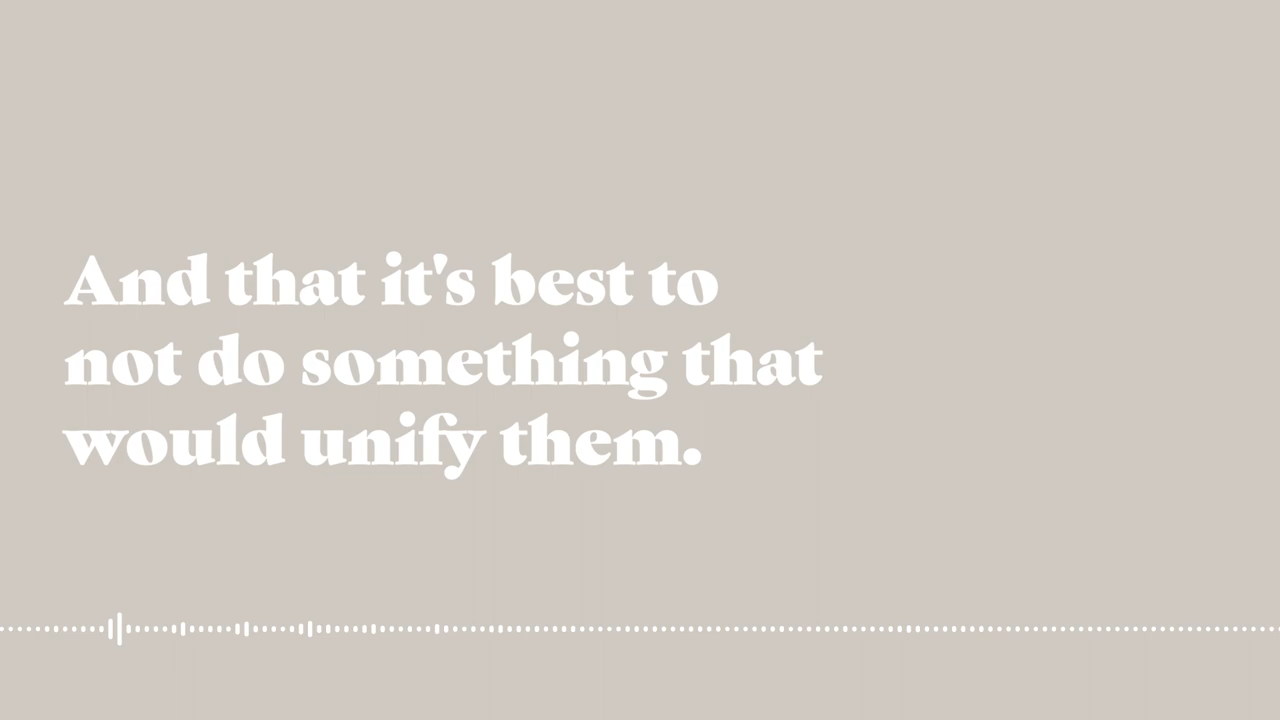 And that it's best to
not do something that
would unify them.